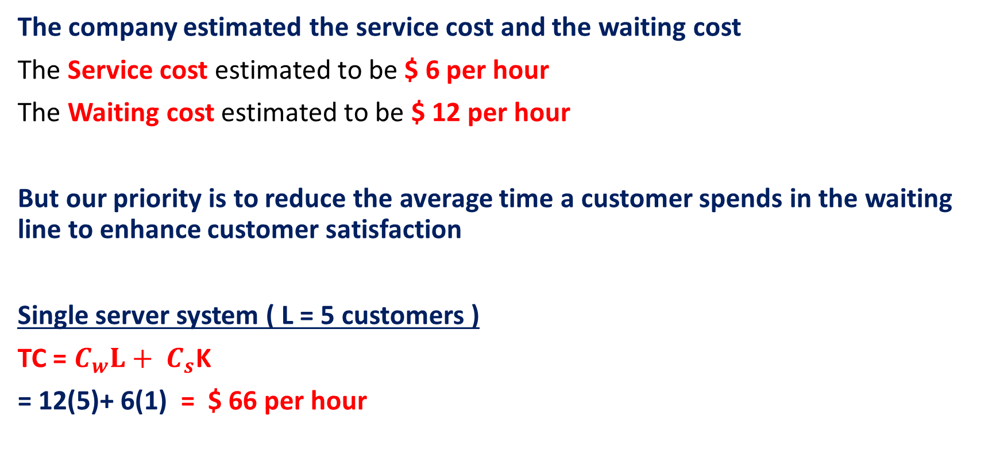 The company estimated the service cost and the waiting cost
The Service cost estimated to be $ 6 per hour
The Waiting cost estimated to be $ 12 per hour
But our priority is to reduce the average time a customer spends in the waiting
line to enhance customer satisfaction
Single server system ( L = 5 customers )
TC = C_w L + C_s K
= 12(5)+ 6(1) = $ 66 per hour